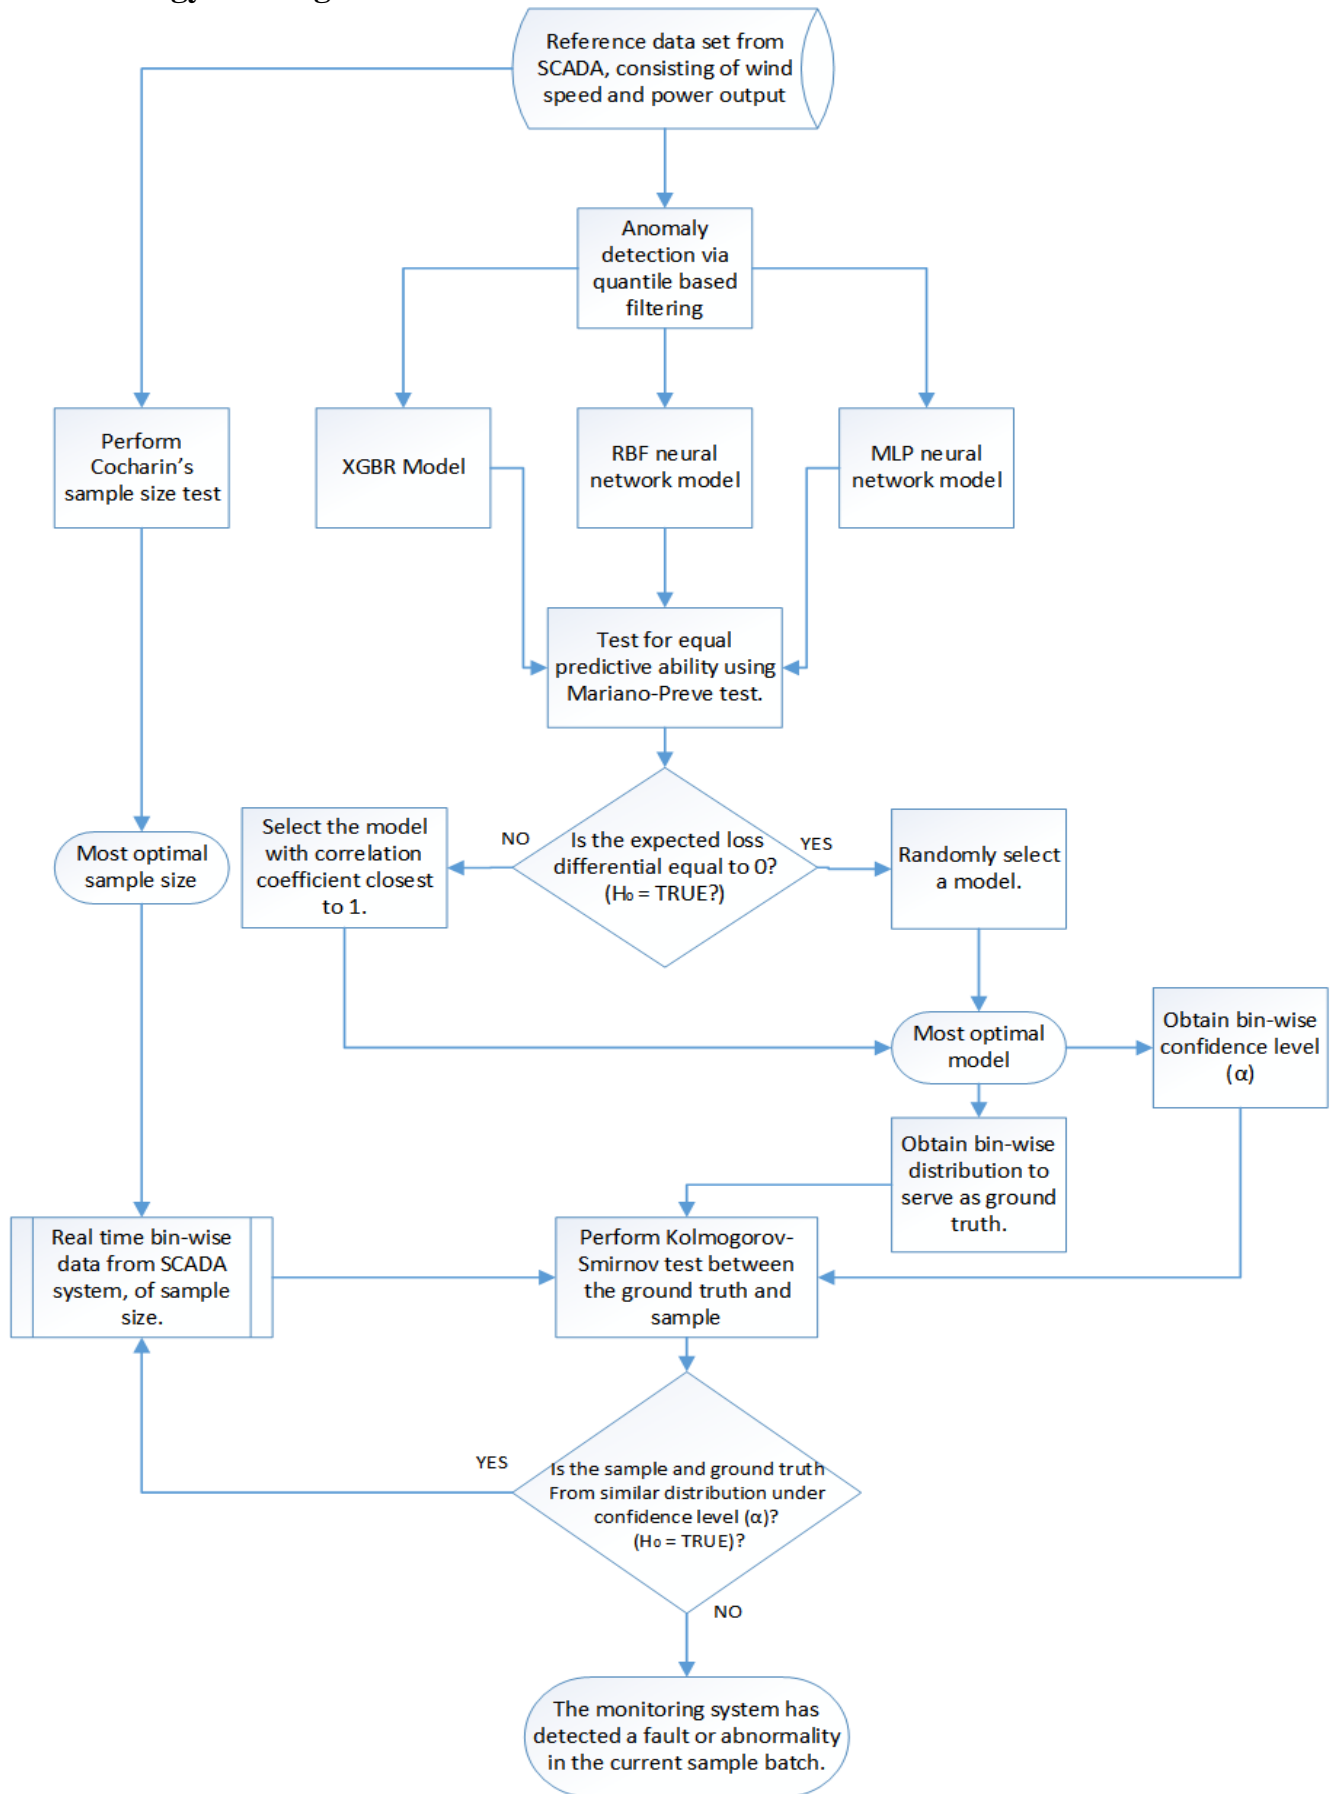 Reference data set from
SCADA, consisting of wind
speed and power output
Anomaly
detection via
quantile based
filtering
Perform
Cocharin's
sample size test
XGBR Model
RBF neural
network model
MLP neural
network model
Test for equal
predictive ability using
Mariano-Preve test.
Select the model
with correlation
coefficient closest
to 1.
NO
Is the expected loss
differential equal to 0?
(H₀ = TRUE?)
YES
Randomly select
a model.
Most optimal
sample size
Most optimal
model
Obtain bin-wise
confidence level
(α)
Obtain bin-wise
distribution to
serve as ground
truth.
Real time bin-wise
data from SCADA
system, of sample
size.
Perform Kolmogorov-
Smirnov test between
the ground truth and
sample
YES
Is the sample and ground truth
From similar distribution under
confidence level (α)?
(H₀ = TRUE)?
NO
The monitoring system has
detected a fault or abnormality
in the current sample batch.